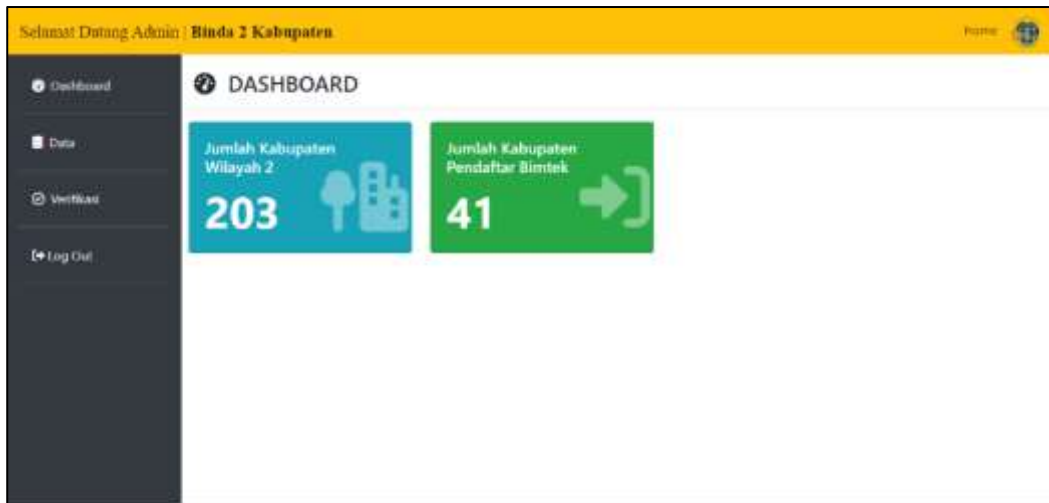 Selamat Datang Admin | Binda 2 Kabupaten
Home
Dashboard
Data
Verifikasi
Log Out
DASHBOARD
Jumlah Kabupaten
Wilayah 2
203
Jumlah Kabupaten
Pendaftar Bimtek
41